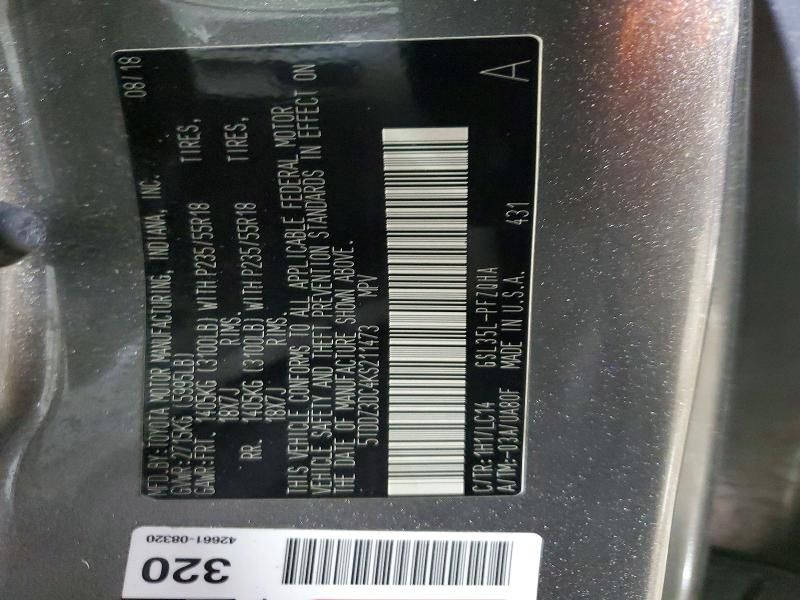 MFD.BY: TOYOTA MOTOR MANUFACTURING, INDIANA, INC. 08/18
GVWR: 2715KG (5985LB)
GAWR: FRT. 1405KG (3100LB) WITH P235/55R18 TIRES,
18X7J RIMS.
RR. 1405KG (3100LB) WITH P235/55R18 TIRES,
18X7J RIMS.
THIS VEHICLE CONFORMS TO ALL APPLICABLE FEDERAL MOTOR
VEHICLE SAFETY AND THEFT PREVENTION STANDARDS IN EFFECT ON
THE DATE OF MANUFACTURE SHOWN ABOVE.
5TDDZ3DC4KS211473 MPV
C/TR: 1H1/LC14 GSL35L-PFZQHA
A/TM: -03A/UA80F MADE IN U.S.A. 431 A
320
42661-08320